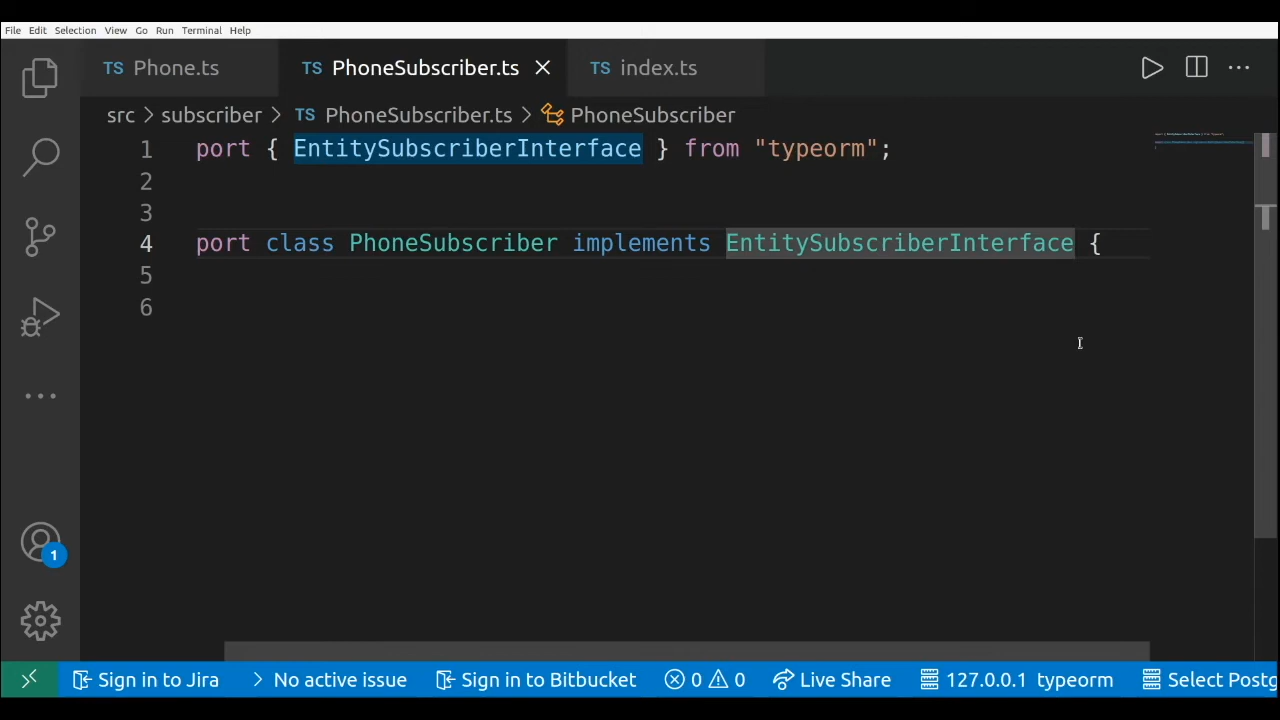 File Edit Selection View Go Run Terminal Help
TS Phone.ts TS PhoneSubscriber.ts TS index.ts
src > subscriber > TS PhoneSubscriber.ts > PhoneSubscriber
1 port { EntitySubscriberInterface } from "typeorm";
2
3
4 port class PhoneSubscriber implements EntitySubscriberInterface {
5
6
1
Sign in to Jira > No active issue Sign in to Bitbucket 0 0 Live Share 127.0.0.1 typeorm Select Postg